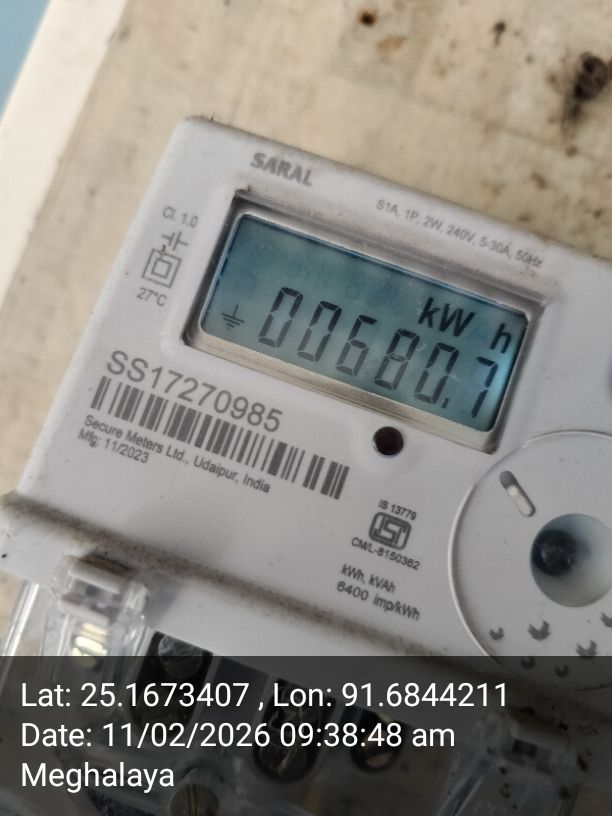 SARAL
S1A, 1P, 2W, 240V, 5-30A, 50Hz
Cl. 1.0
27°C
kW h
00680.7
SS17270985
Secure Meters Ltd., Udaipur, India
Mfg: 11/2023
IS 13779
CM/L-8150362
kWh, kVAh
6400 imp/kWh
Lat: 25.1673407 , Lon: 91.6844211
Date: 11/02/2026 09:38:48 am
Meghalaya